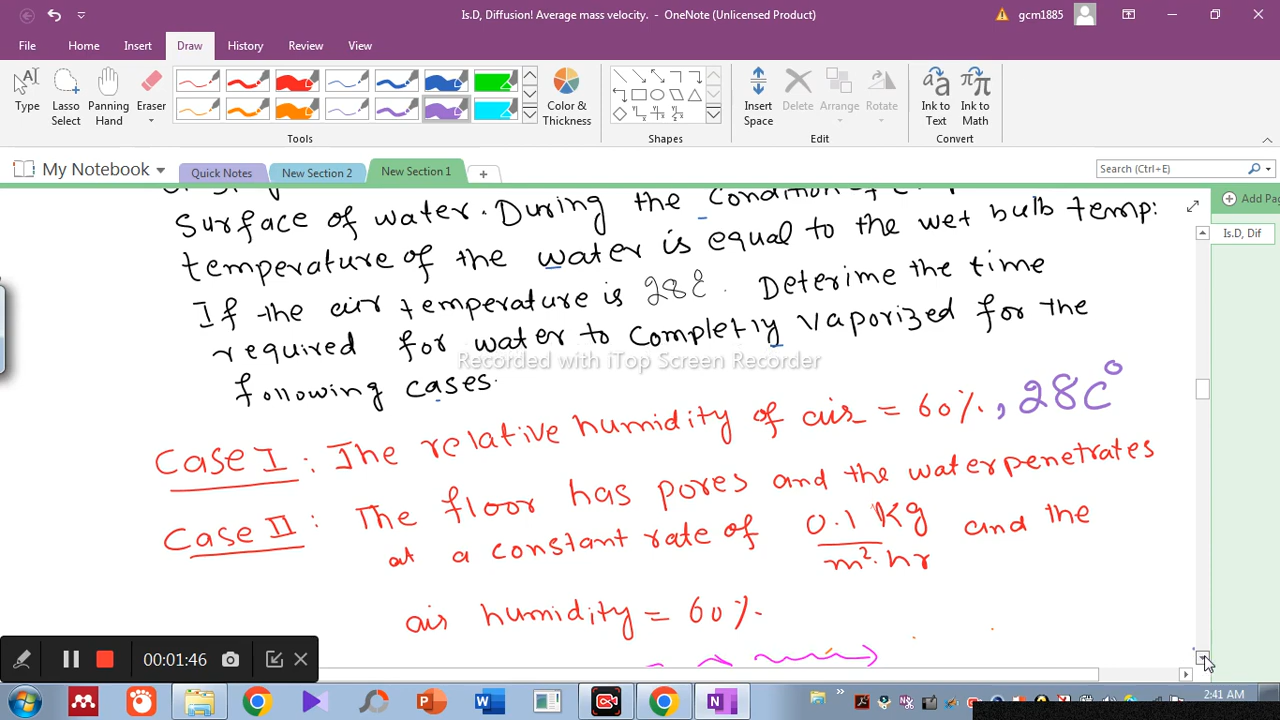 Is.D, Diffusion! Average mass velocity. - OneNote (Unlicensed Product)
gcm1885
File Home Insert Draw History Review View
Type
Lasso Select
Panning Hand
Eraser
Color & Thickness
Insert Space
Delete
Arrange
Rotate
Ink to Text
Ink to Math
Tools
Shapes
Edit
Convert
My Notebook
Quick Notes
New Section 2
New Section 1
Search (Ctrl+E)
Add Pag
Is.D, Dif
Surface of water. During the condition of
temperature of the water is equal to the wet bulb temp:
If the air temperature is 28C°. Deterime the time
required for water to completly vaporized for the
Recorded with iTop Screen Recorder
following cases.
Case I : The relative humidity of air = 60%, 28C°
Case II : The floor has pores and the water penetrates
at a constant rate of 0.1 Kg/m².hr and the
air humidity = 60%.
00:01:46
2:41 AM